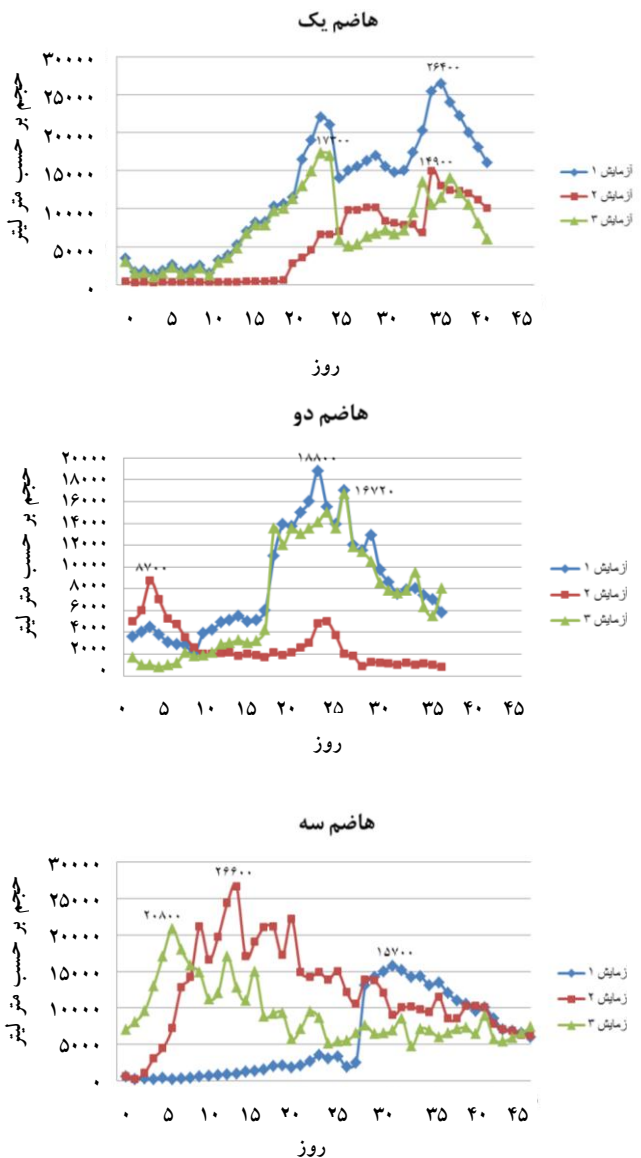 هاضم یک
حجم بر حسب متر لیتر
۳۰۰۰۰
۲۵۰۰۰
۲۰۰۰۰
۱۵۰۰۰
۱۰۰۰۰
۵۰۰۰
۰
۲۶۴۰۰
۱۷۳۰۰
۱۴۹۰۰
آزمایش ۱
آزمایش ۲
آزمایش ۳
۰ ۵ ۱۰ ۱۵ ۲۰ ۲۵ ۳۰ ۳۵ ۴۰ ۴۵
روز
هاضم دو
حجم بر حسب متر لیتر
۲۰۰۰۰
۱۸۰۰۰
۱۶۰۰۰
۱۴۰۰۰
۱۲۰۰۰
۱۰۰۰۰
۸۰۰۰
۶۰۰۰
۴۰۰۰
۲۰۰۰
۰
۱۸۸۰۰
۱۶۷۲۰
۸۷۰۰
آزمایش ۱
آزمایش ۲
آزمایش ۳
۰ ۵ ۱۰ ۱۵ ۲۰ ۲۵ ۳۰ ۳۵ ۴۰ ۴۵
روز
هاضم سه
حجم بر حسب متر لیتر
۳۰۰۰۰
۲۵۰۰۰
۲۰۰۰۰
۱۵۰۰۰
۱۰۰۰۰
۵۰۰۰
۰
۲۶۶۰۰
۲۰۸۰۰
۱۵۷۰۰
زمایش ۱
زمایش ۲
زمایش ۳
۰ ۵ ۱۰ ۱۵ ۲۰ ۲۵ ۳۰ ۳۵ ۴۰ ۴۵
روز